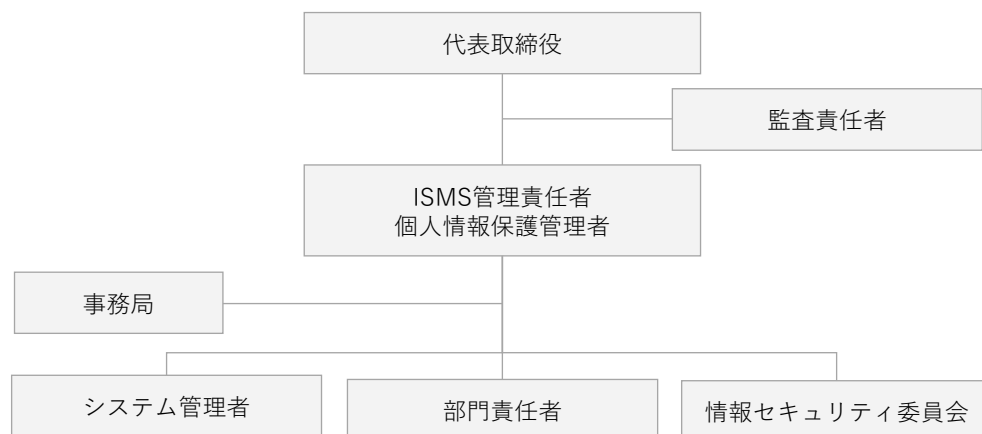 代表取締役
監査責任者
ISMS管理責任者
個人情報保護管理者
事務局
システム管理者
部門責任者
情報セキュリティ委員会